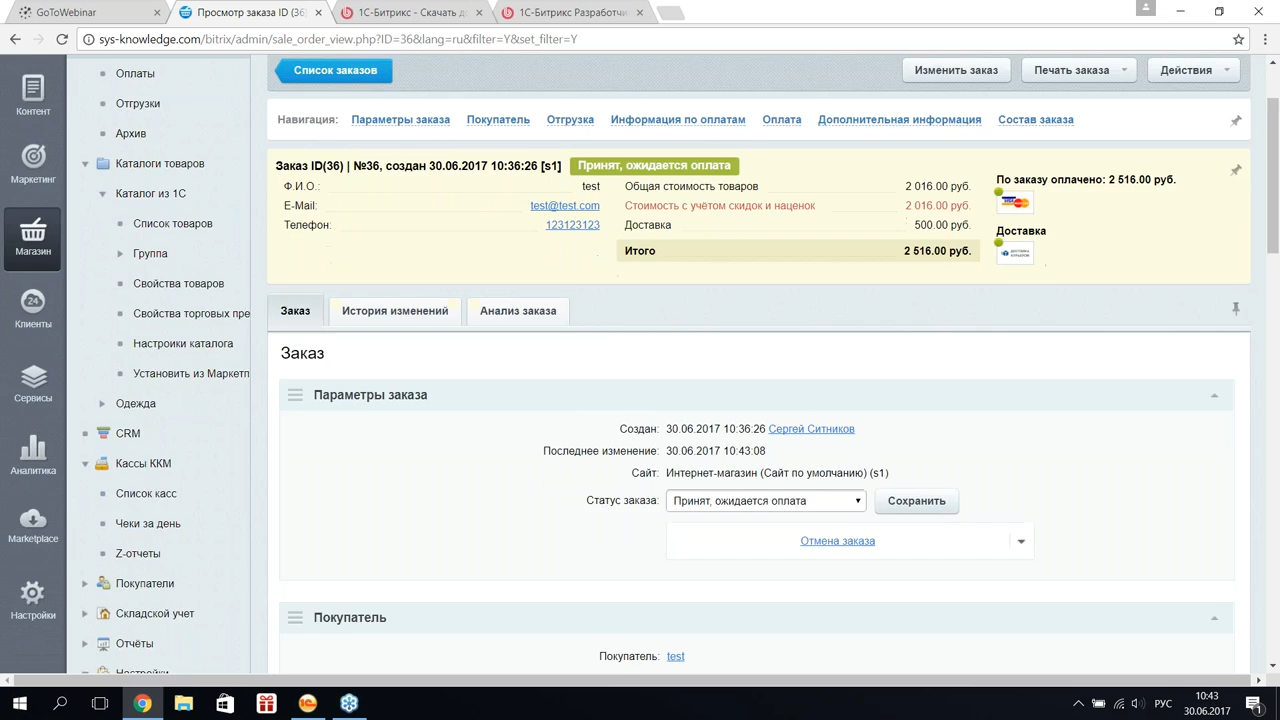 GoToWebinar
Просмотр заказа ID (36)
1С-Битрикс - Скачать д
1С-Битрикс Разработчи
sys-knowledge.com/bitrix/admin/sale_order_view.php?ID=36&lang=ru&filter=Y&set_filter=Y
Контент
Маркетинг
Магазин
24
Клиенты
Сервисы
Аналитика
Marketplace
Настройки
Оплаты
Отгрузки
Архив
Каталоги товаров
Каталог из 1С
Список товаров
Группа
Свойства товаров
Свойства торговых пре
Настроики каталога
Установить из Маркетп
Одежда
CRM
Кассы ККМ
Список касс
Чеки за день
Z-отчеты
Покупатели
Складской учет
Отчёты
Настройки
Список заказов
Изменить заказ
Печать заказа
Действия
Навигация: Параметры заказа Покупатель Отгрузка Информация по оплатам Оплата Дополнительная информация Состав заказа
Заказ ID(36) | №36, создан 30.06.2017 10:36:26 [s1] Принят, ожидается оплата
Ф.И.О.: test
E-Mail: test@test.com
Телефон: 123123123
Общая стоимость товаров 2 016.00 руб.
Стоимость с учётом скидок и наценок 2 016.00 руб.
Доставка 500.00 руб.
Итого 2 516.00 руб.
По заказу оплачено: 2 516.00 руб.
VISA
Доставка
Заказ
История изменений
Анализ заказа
Заказ
Параметры заказа
Создан: 30.06.2017 10:36:26 Сергей Ситников
Последнее изменение: 30.06.2017 10:43:08
Сайт: Интернет-магазин (Сайт по умолчанию) (s1)
Статус заказа: Принят, ожидается оплата Сохранить
Отмена заказа
Покупатель
Покупатель: test
РУС
10:43
30.06.2017
1